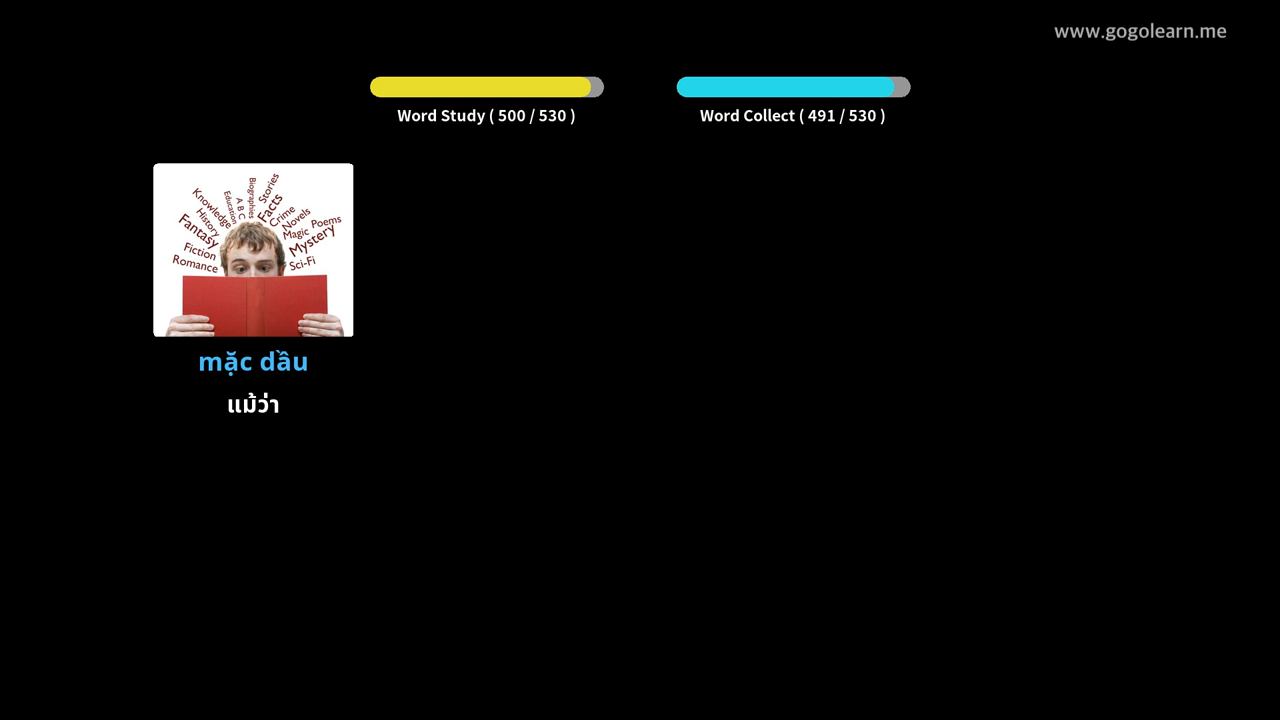 www.gogolearn.me
Word Study ( 500 / 530 )
Word Collect ( 491 / 530 )
Knowledge
History
Fantasy
Fiction
Romance
Education
A B C
Biographies
Stories
Facts
Crime
Novels
Magic
Poems
Mystery
Sci-Fi
mặc dầu
แม้ว่า